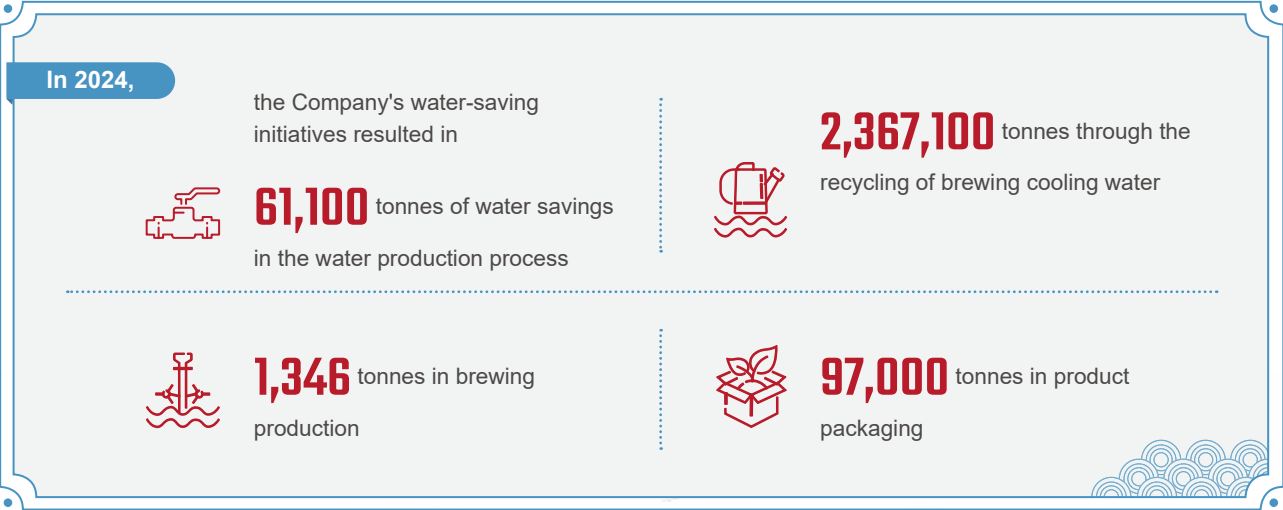 In 2024,
the Company's water-saving
initiatives resulted in
61,100 tonnes of water savings
in the water production process
2,367,100 tonnes through the
recycling of brewing cooling water
1,346 tonnes in brewing
production
97,000 tonnes in product
packaging